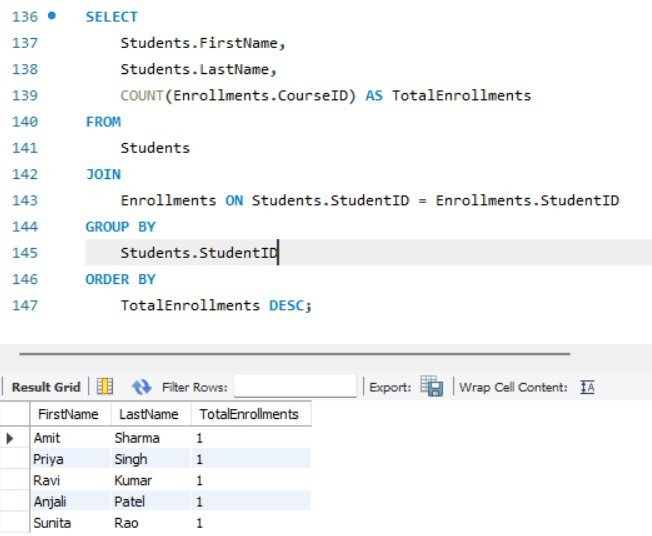 136 SELECT
137 Students.FirstName,
138 Students.LastName,
139 COUNT(Enrollments.CourseID) AS TotalEnrollments
140 FROM
141 Students
142 JOIN
143 Enrollments ON Students.StudentID = Enrollments.StudentID
144 GROUP BY
145 Students.StudentID
146 ORDER BY
147 TotalEnrollments DESC;
Result Grid Filter Rows: Export: Wrap Cell Content: IA
FirstName LastName TotalEnrollments
Amit Sharma 1
Priya Singh 1
Ravi Kumar 1
Anjali Patel 1
Sunita Rao 1